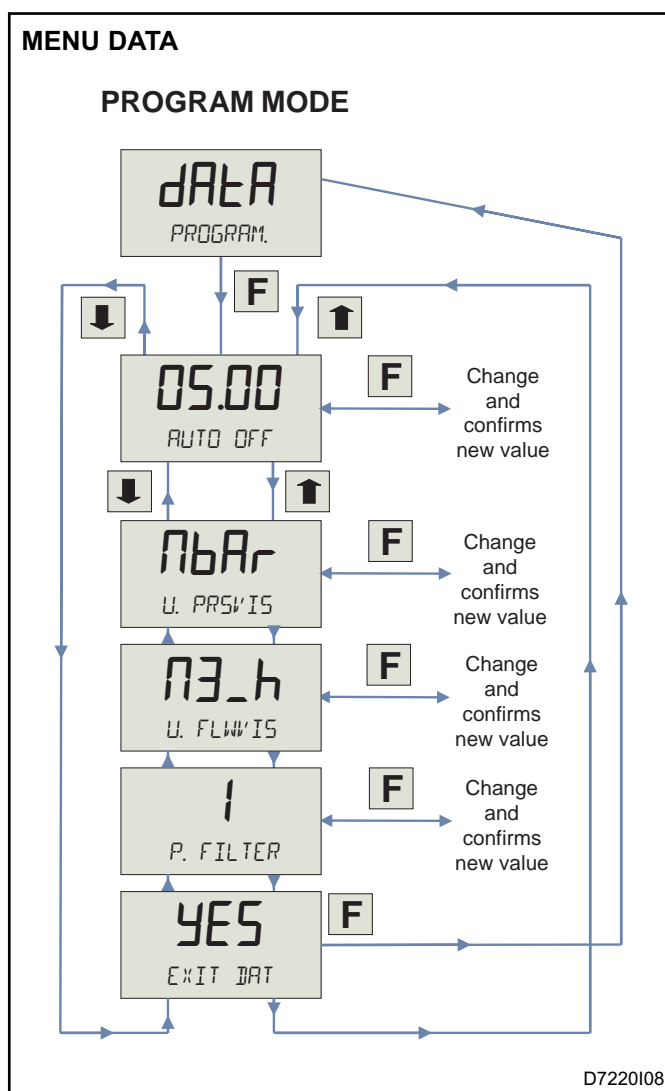 MENU DATA
PROGRAM MODE
dAtA
PROGRAM.
F
05.00
AUTO OFF
F
Change
and
confirms
new value
MbAr
U. PRSVIS
F
Change
and
confirms
new value
M3_h
U. FLWVIS
F
Change
and
confirms
new value
1
P. FILTER
F
Change
and
confirms
new value
YES
EXIT DAT
F
D7220I08